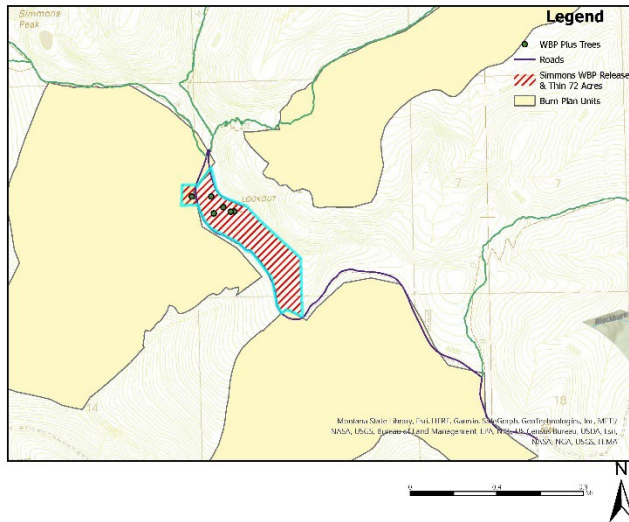 Simmons
Peak
Legend
WBP Plus Trees
Roads
Simmons WBP Release
& Thin 72 Acres
Burn Plan Units
7
7
LOOKOUT
Blackburn
14
18
Montana State Library, Esri, HERE, Garmin, SafeGraph, GeoTechnologies, Inc, METI/
NASA, USGS, Bureau of Land Management, EPA, NPS, US Census Bureau, USDA, Esri,
NASA, NGA, USGS, FEMA
N
0
Mi